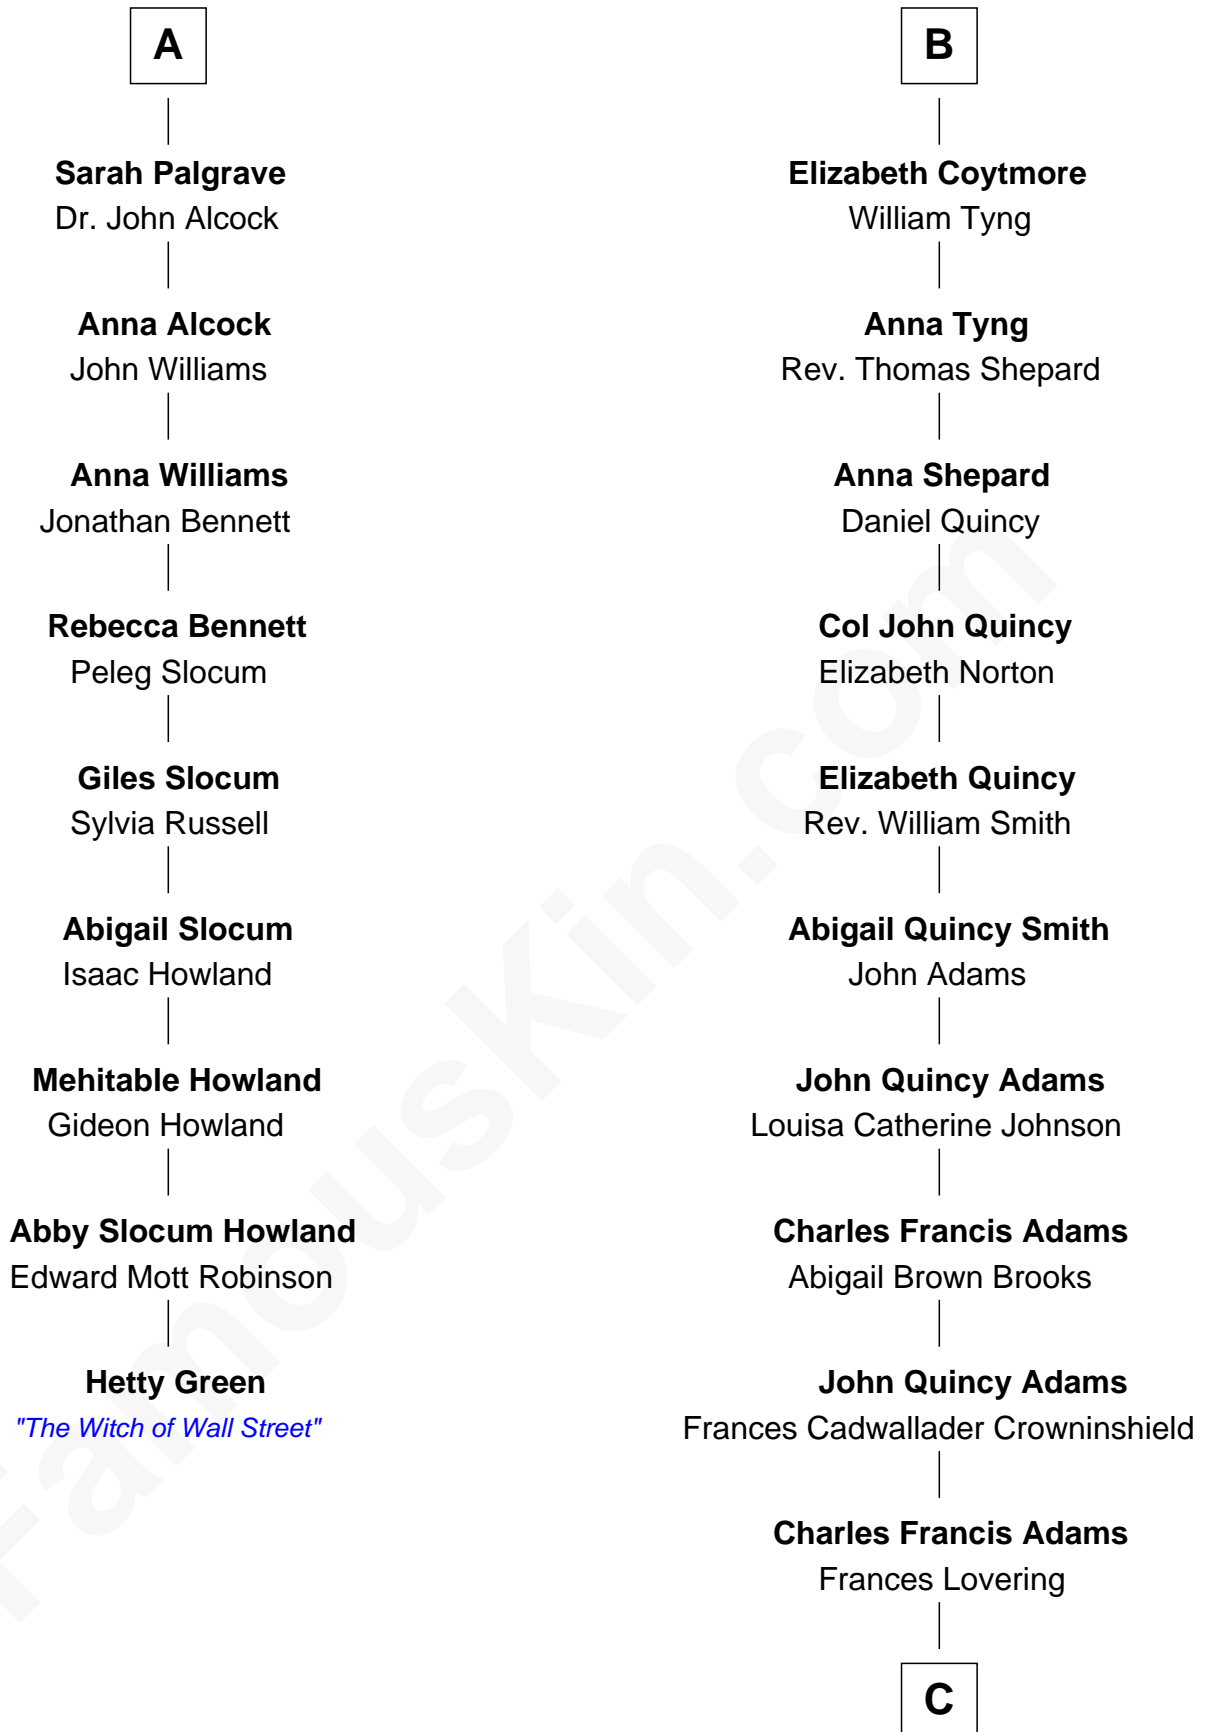 A
Sarah Palgrave
Dr. John Alcock
Anna Alcock
John Williams
Anna Williams
Jonathan Bennett
Rebecca Bennett
Peleg Slocum
Giles Slocum
Sylvia Russell
Abigail Slocum
Isaac Howland
Mehitable Howland
Gideon Howland
Abby Slocum Howland
Edward Mott Robinson
Hetty Green
"The Witch of Wall Street"
B
Elizabeth Coytmore
William Tyng
Anna Tyng
Rev. Thomas Shepard
Anna Shepard
Daniel Quincy
Col John Quincy
Elizabeth Norton
Elizabeth Quincy
Rev. William Smith
Abigail Quincy Smith
John Adams
John Quincy Adams
Louisa Catherine Johnson
Charles Francis Adams
Abigail Brown Brooks
John Quincy Adams
Frances Cadwallader Crowninshield
Charles Francis Adams
Frances Lovering
C
FamousKin.com